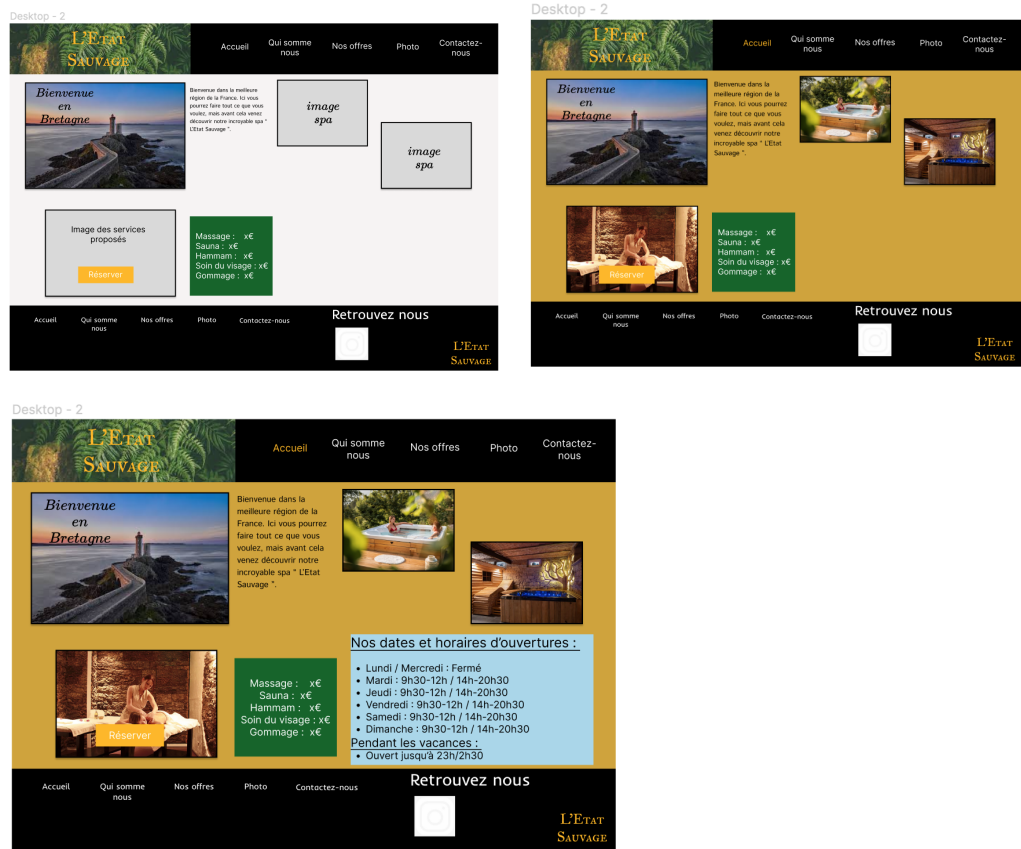 Desktop - 2
L'Etat
Sauvage
Accueil
Qui somme
nous
Nos offres
Photo
Contactez-
nous
Bienvenue
en
Bretagne
Bienvenue dans la
meilleure région de
la France. Ici vous
pourrez faire tout ce que vous
voulez, mais avant cela venez
découvrir notre
incroyable spa "
L'Etat Sauvage ".
image
spa
image
spa
Image des services
proposés
Réserver
Massage : x€
Sauna : x€
Hammam : x€
Soin du visage : x€
Gommage : x€
Accueil
Qui somme
nous
Nos offres
Photo
Contactez-nous
Retrouvez nous
L'Etat
Sauvage
Desktop - 2
L'Etat
Sauvage
Accueil
Qui somme
nous
Nos offres
Photo
Contactez-
nous
Bienvenue
en
Bretagne
Bienvenue dans la
meilleure région de la
France. Ici vous pourrez
faire tout ce que vous
voulez, mais avant cela
venez découvrir notre
incroyable spa " L'Etat
Sauvage ".
Réserver
Massage : x€
Sauna : x€
Hammam : x€
Soin du visage : x€
Gommage : x€
Accueil
Qui somme
nous
Nos offres
Photo
Contactez-nous
Retrouvez nous
L'Etat
Sauvage
Desktop - 2
L'Etat
Sauvage
Accueil
Qui somme
nous
Nos offres
Photo
Contactez-
nous
Bienvenue
en
Bretagne
Bienvenue dans la
meilleure région de la
France. Ici vous pourrez
faire tout ce que vous
voulez, mais avant cela
venez découvrir notre
incroyable spa " L'Etat
Sauvage ".
Réserver
Massage : x€
Sauna : x€
Hammam : x€
Soin du visage : x€
Gommage : x€
Nos dates et horaires d'ouvertures :
• Lundi / Mercredi : Fermé
• Mardi : 9h30-12h / 14h-20h30
• Jeudi : 9h30-12h / 14h-20h30
• Vendredi : 9h30-12h / 14h-20h30
• Samedi : 9h30-12h / 14h-20h30
• Dimanche : 9h30-12h / 14h-20h30
Pendant les vacances :
• Ouvert jusqu'à 23h/2h30
Accueil
Qui somme
nous
Nos offres
Photo
Contactez-nous
Retrouvez nous
L'Etat
Sauvage